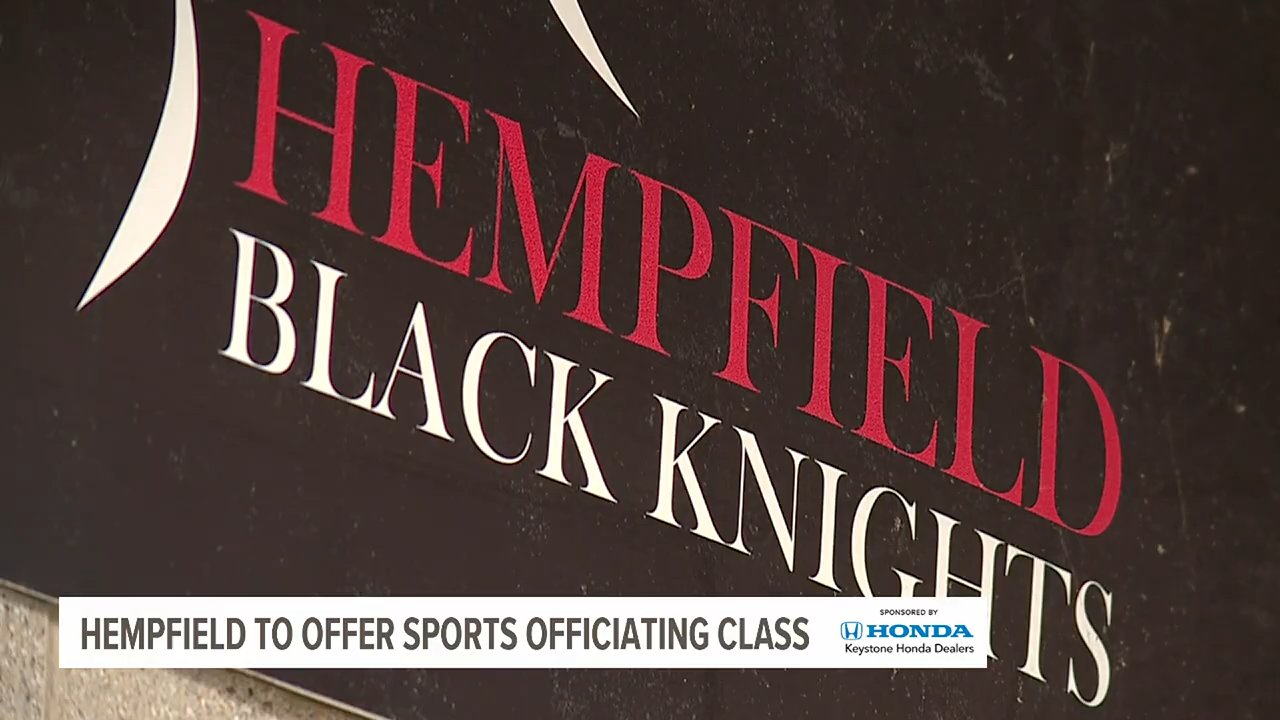 HEMPFIELD
BLACK KNIGHTS
HEMPFIELD TO OFFER SPORTS OFFICIATING CLASS
SPONSORED BY
HONDA
Keystone Honda Dealers